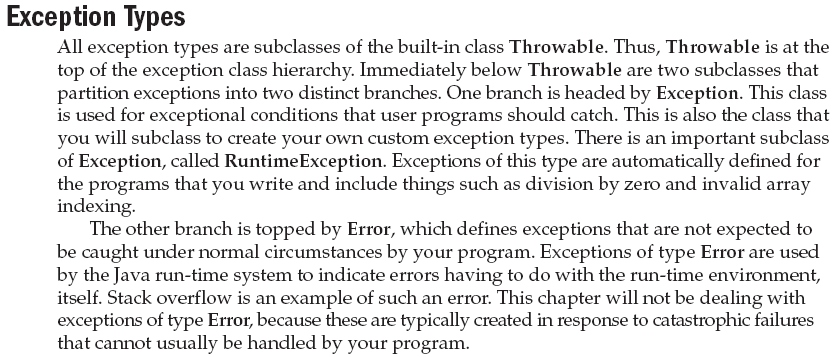 Exception Types
All exception types are subclasses of the built-in class Throwable. Thus, Throwable is at the
top of the exception class hierarchy. Immediately below Throwable are two subclasses that
partition exceptions into two distinct branches. One branch is headed by Exception. This class
is used for exceptional conditions that user programs should catch. This is also the class that
you will subclass to create your own custom exception types. There is an important subclass
of Exception, called RuntimeException. Exceptions of this type are automatically defined for
the programs that you write and include things such as division by zero and invalid array
indexing.
The other branch is topped by Error, which defines exceptions that are not expected to
be caught under normal circumstances by your program. Exceptions of type Error are used
by the Java run-time system to indicate errors having to do with the run-time environment,
itself. Stack overflow is an example of such an error. This chapter will not be dealing with
exceptions of type Error, because these are typically created in response to catastrophic failures
that cannot usually be handled by your program.